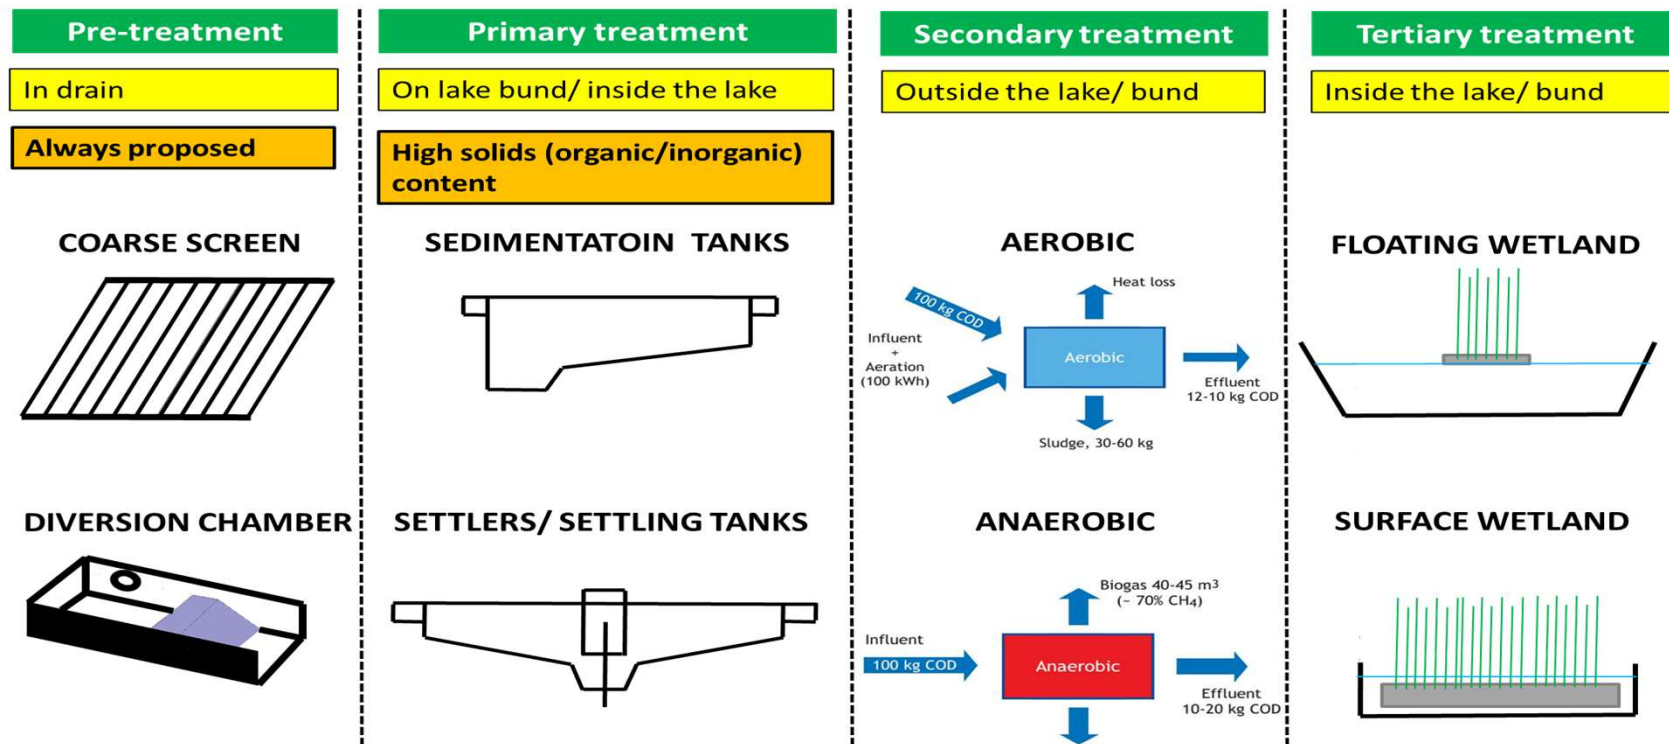 Pre-treatment
In drain
Always proposed
COARSE SCREEN
DIVERSION CHAMBER
Primary treatment
On lake bund/ inside the lake
High solids (organic/inorganic)
content
SEDIMENTATOIN TANKS
SETTLERS/ SETTLING TANKS
Secondary treatment
Outside the lake/ bund
AEROBIC
Heat loss
100 kg COD
Influent
+
Aeration
(100 kWh)
Aerobic
Effluent
12-10 kg COD
Sludge, 30-60 kg
ANAEROBIC
Biogas 40-45 m³
(~ 70% CH₄)
Influent
100 kg COD
Anaerobic
Effluent
10-20 kg COD
Tertiary treatment
Inside the lake/ bund
FLOATING WETLAND
SURFACE WETLAND